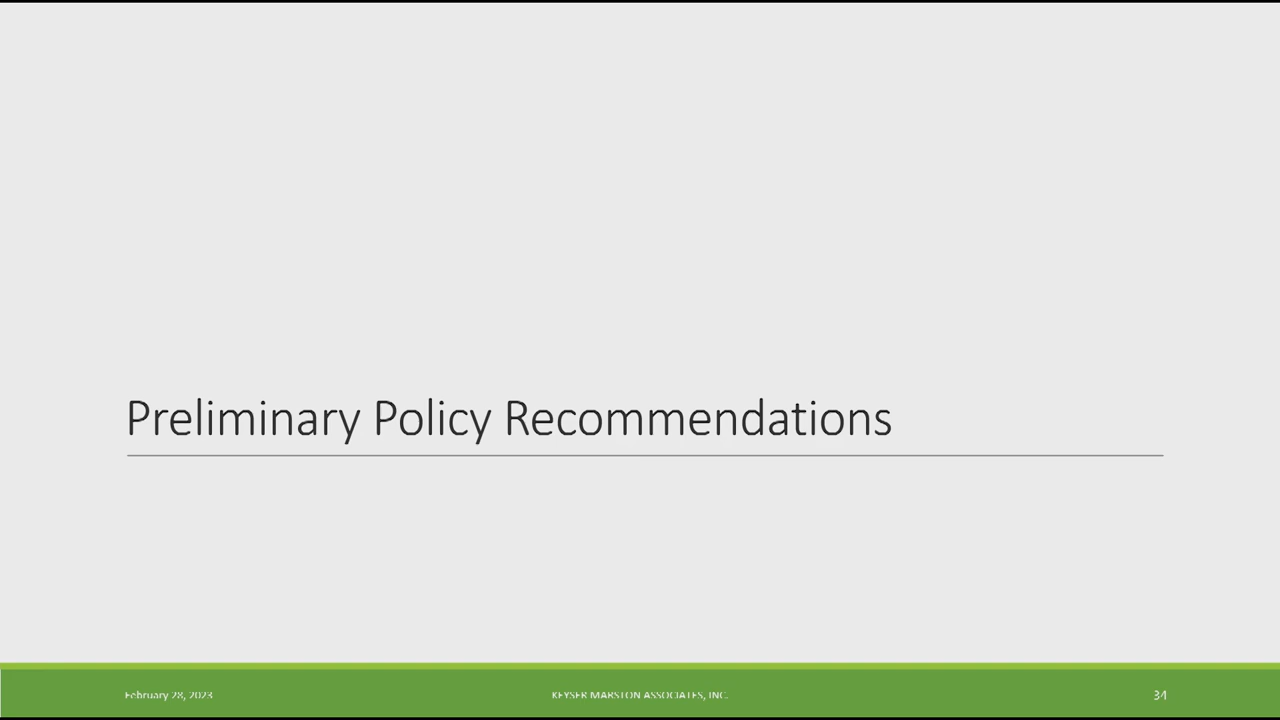 Preliminary Policy Recommendations
February 28, 2023
KEYSER MARSTON ASSOCIATES, INC.
34